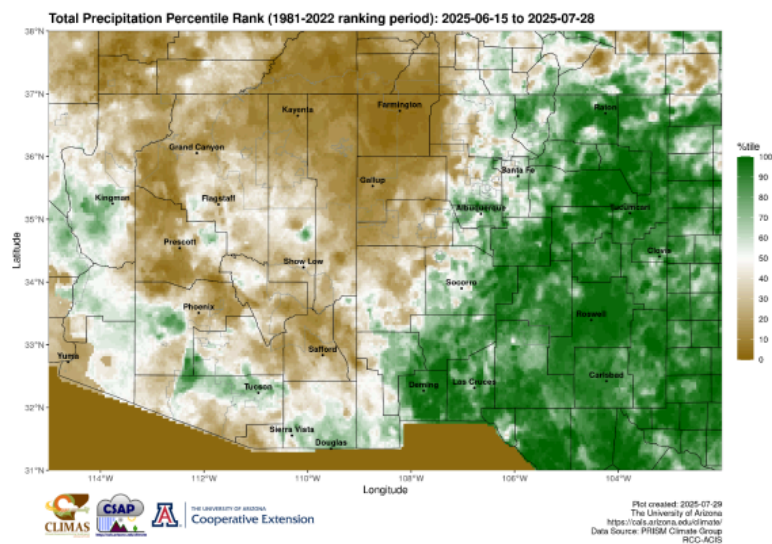 Total Precipitation Percentile Rank (1981-2022 ranking period): 2025-06-15 to 2025-07-28
38°N
37°N
36°N
35°N
34°N
33°N
32°N
31°N
Latitude
Kayenta
Farmington
Raton
Grand Canyon
Gallup
Santa Fe
Kingman
Flagstaff
Albuquerque
Tucumcari
Prescott
Show Low
Clovis
Socorro
Phoenix
Roswell
Yuma
Safford
Tucson
Deming
Las Cruces
Carlsbad
Sierra Vista
Douglas
%tile
100
90
80
70
60
50
40
30
20
10
0
114°W
112°W
110°W
108°W
106°W
104°W
Longitude
CLIMAS
CSAP
A
THE UNIVERSITY OF ARIZONA
Cooperative Extension
Plot created: 2025-07-29
The University of Arizona
https://cals.arizona.edu/climate/
Data Source: PRISM Climate Group
RCC-ACIS